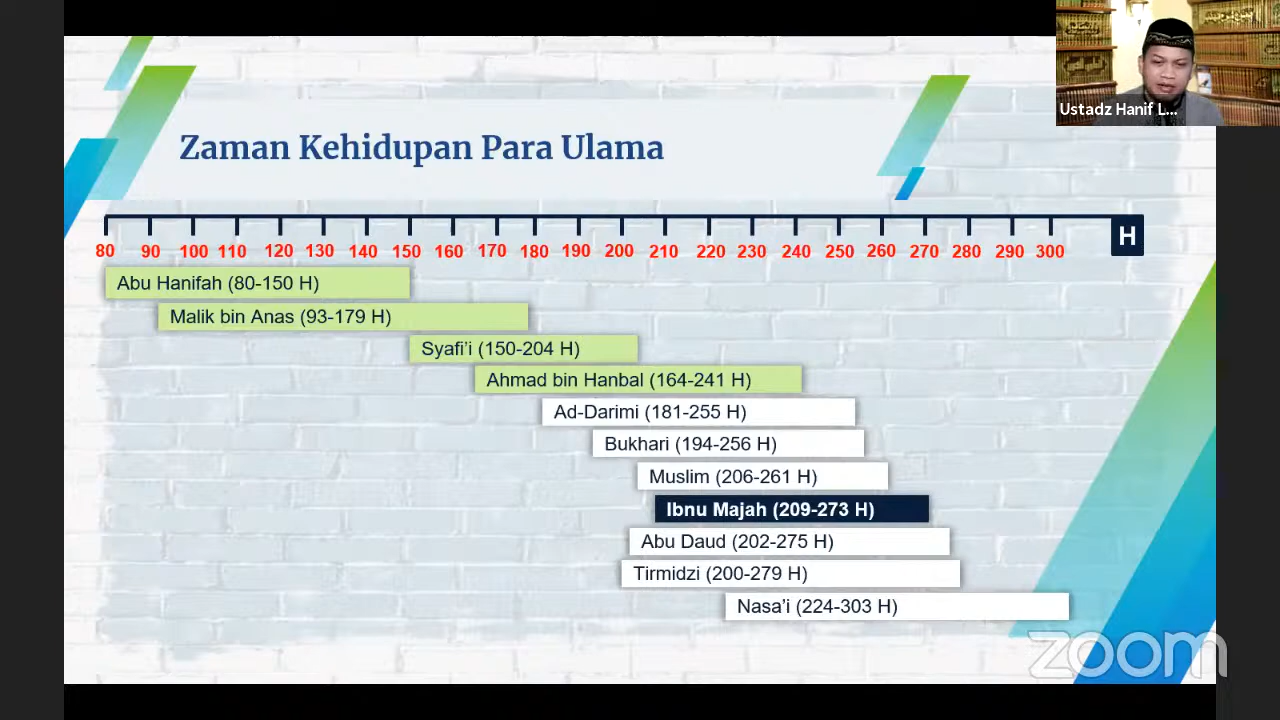 Ustadz Hanif L...
Zaman Kehidupan Para Ulama
H
80 90 100 110 120 130 140 150 160 170 180 190 200 210 220 230 240 250 260 270 280 290 300
Abu Hanifah (80-150 H)
Malik bin Anas (93-179 H)
Syafi'i (150-204 H)
Ahmad bin Hanbal (164-241 H)
Ad-Darimi (181-255 H)
Bukhari (194-256 H)
Muslim (206-261 H)
Ibnu Majah (209-273 H)
Abu Daud (202-275 H)
Tirmidzi (200-279 H)
Nasa'i (224-303 H)
zoom